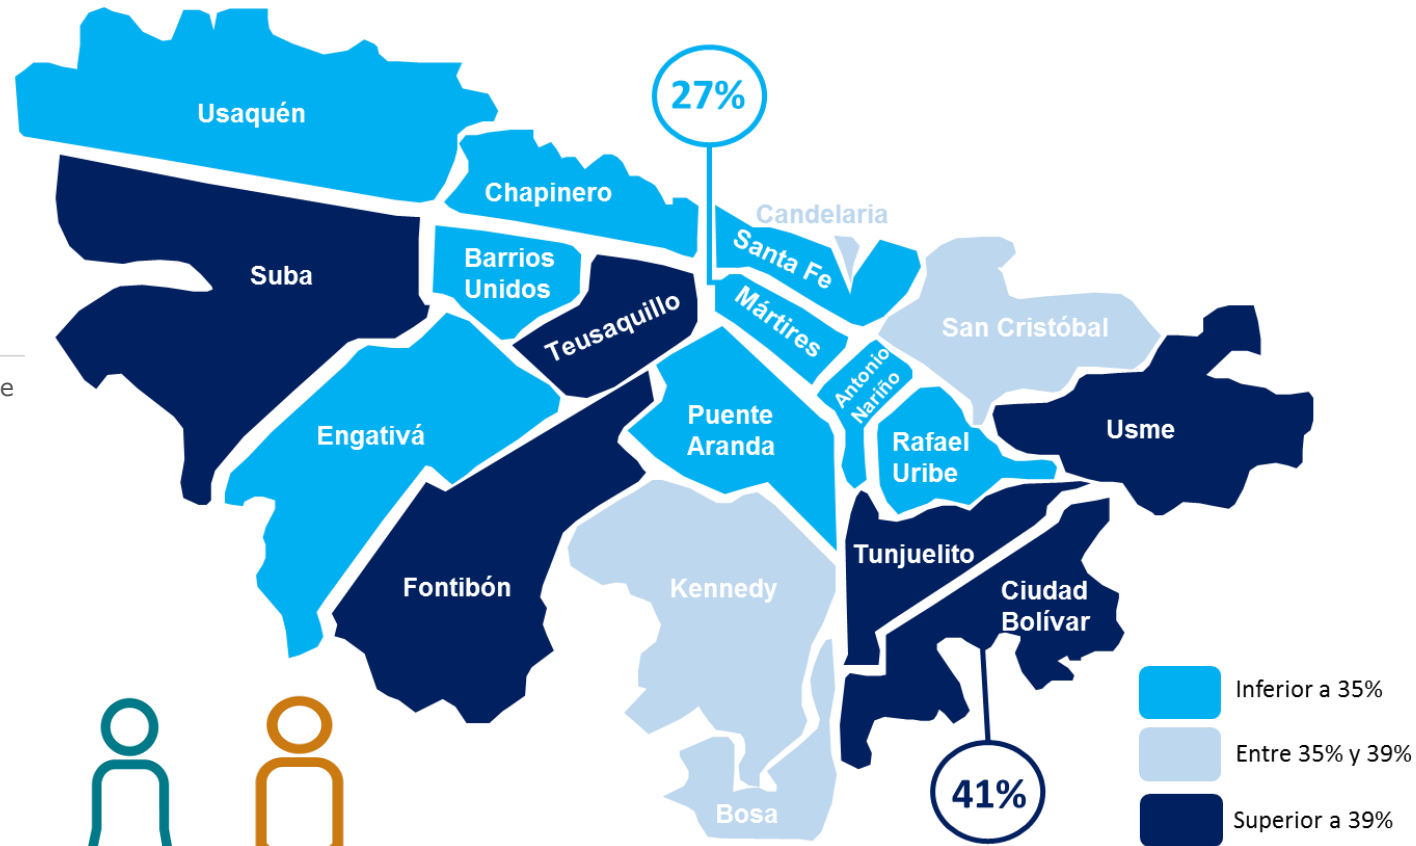 27%
Usaquén
Chapinero
Candelaria
Santa Fe
Barrios
Unidos
Suba
Teusaquillo
Mártires
San Cristóbal
Antonio
Nariño
e
Puente
Aranda
Engativá
Rafael
Uribe
Usme
Tunjuelito
Fontibón
Kennedy
Ciudad
Bolívar
Bosa
41%
Inferior a 35%
Entre 35% y 39%
Superior a 39%